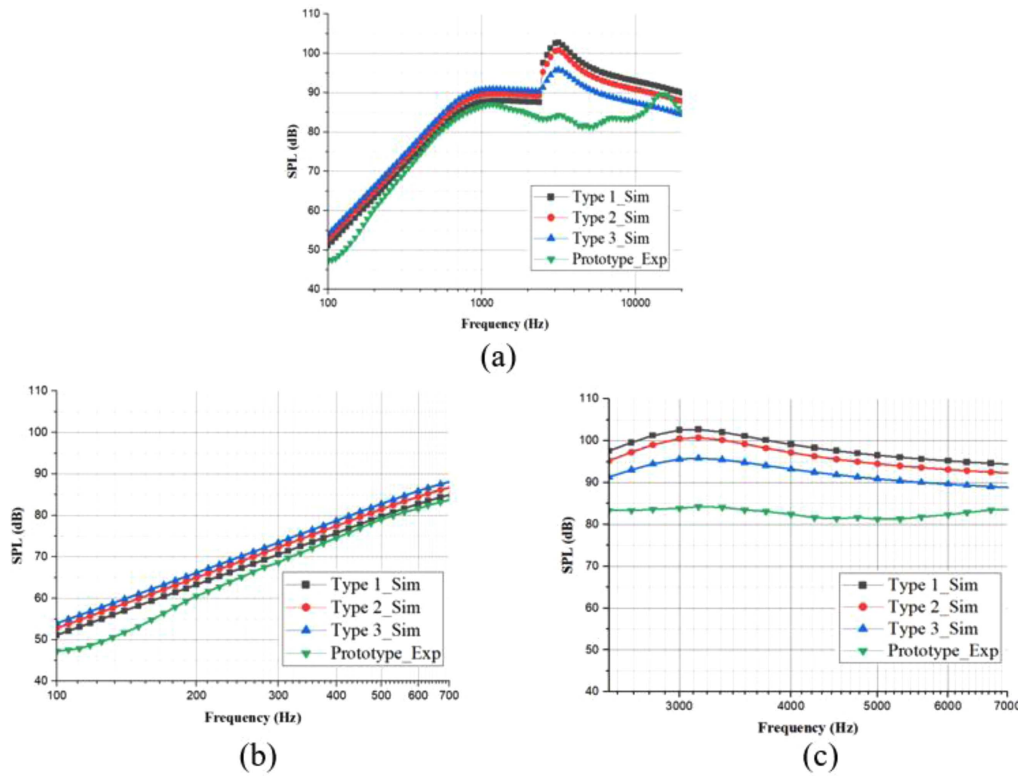 110
100
90
80
70
60
50
40
SPL (dB)
Type 1_Sim
Type 2_Sim
Type 3_Sim
Prototype_Exp
100
1000
10000
Frequency (Hz)
(a)
110
100
90
80
70
60
50
40
SPL (dB)
Type 1_Sim
Type 2_Sim
Type 3_Sim
Prototype_Exp
100
200
300
400
500
600
700
Frequency (Hz)
(b)
110
100
90
80
70
60
50
40
SPL (dB)
Type 1_Sim
Type 2_Sim
Type 3_Sim
Prototype_Exp
3000
4000
5000
6000
7000
Frequency (Hz)
(c)